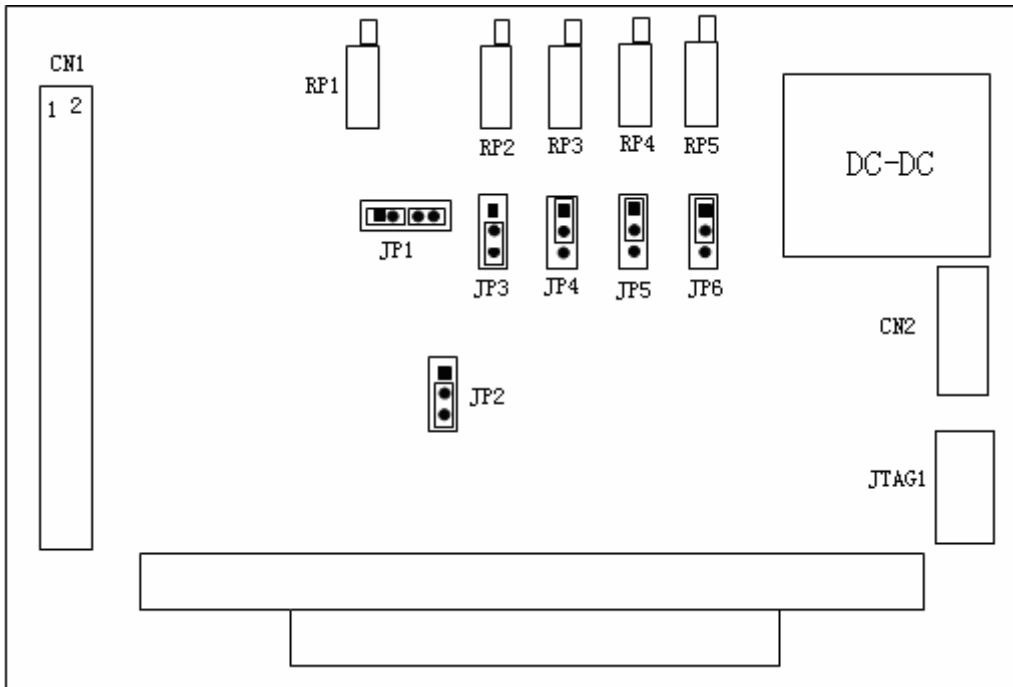 CN1
1 2
RP1
RP2 RP3 RP4 RP5
DC-DC
JP1
JP3 JP4 JP5 JP6
CN2
JP2
JTAG1